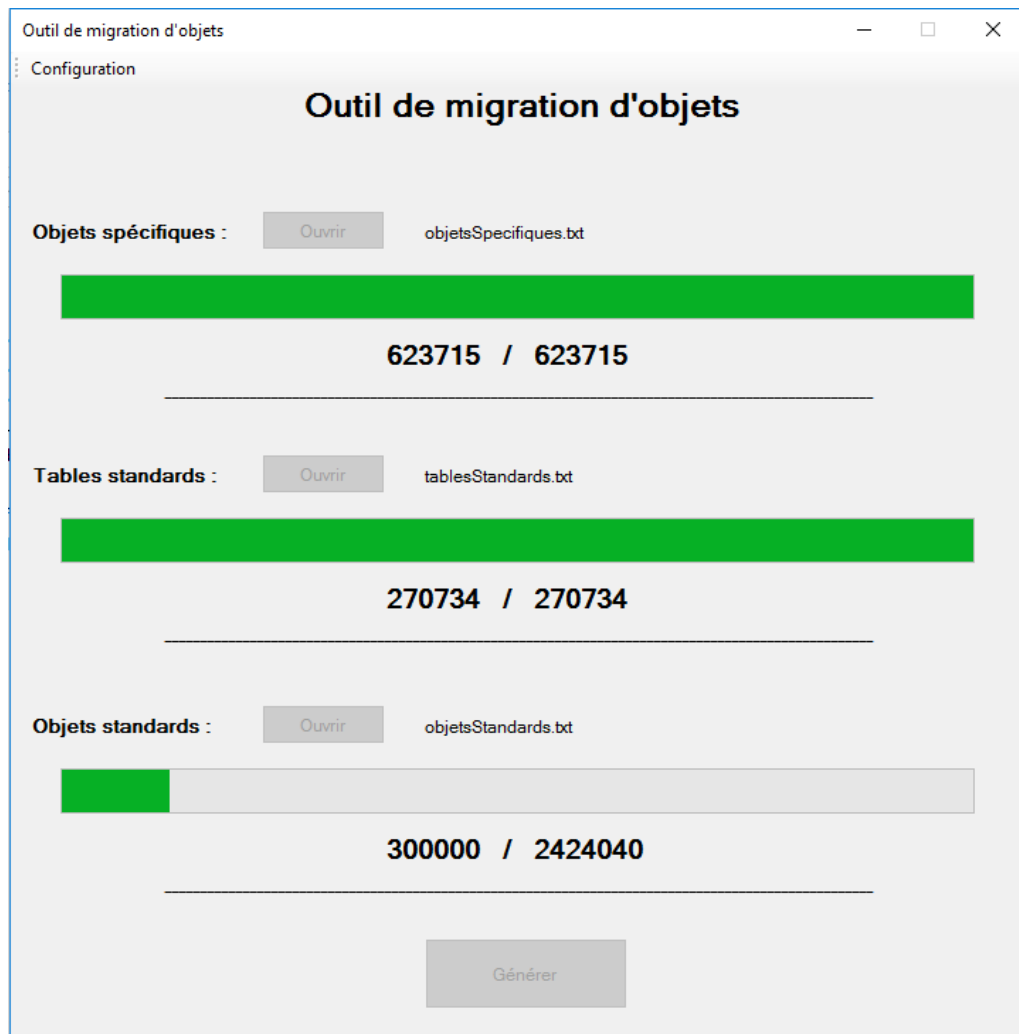 Outil de migration d'objets
Configuration
Outil de migration d'objets
Objets spécifiques : Ouvrir objetsSpecifiques.txt
623715 / 623715
Tables standards : Ouvrir tablesStandards.txt
270734 / 270734
Objets standards : Ouvrir objetsStandards.txt
300000 / 2424040
Générer